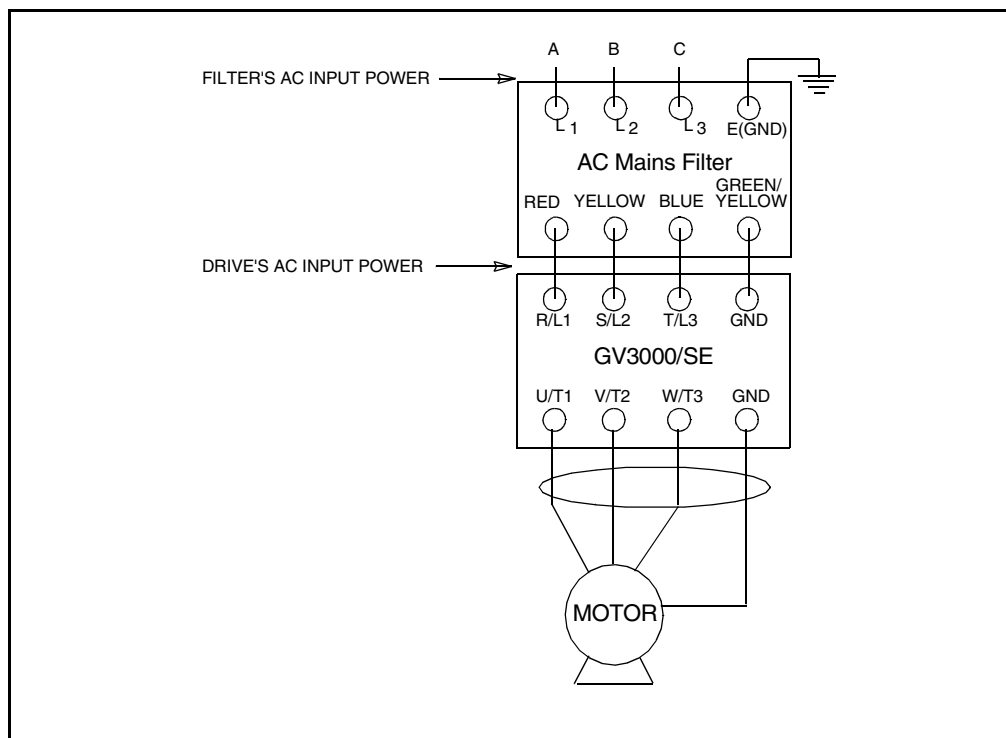 A B C
FILTER'S AC INPUT POWER
L1 L2 L3 E(GND)
AC Mains Filter
RED YELLOW BLUE GREEN/
YELLOW
DRIVE'S AC INPUT POWER
R/L1 S/L2 T/L3 GND
GV3000/SE
U/T1 V/T2 W/T3 GND
MOTOR